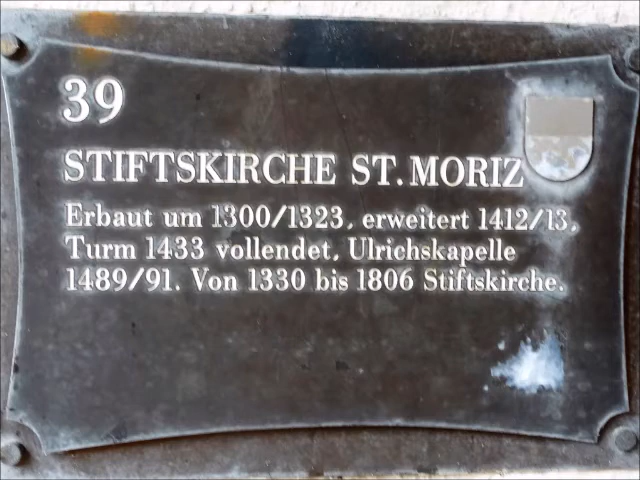 39
STIFTSKIRCHE ST. MORIZ
Erbaut um 1300/1323, erweitert 1412/13,
Turm 1433 vollendet, Ulrichskapelle
1489/91. Von 1330 bis 1806 Stiftskirche.